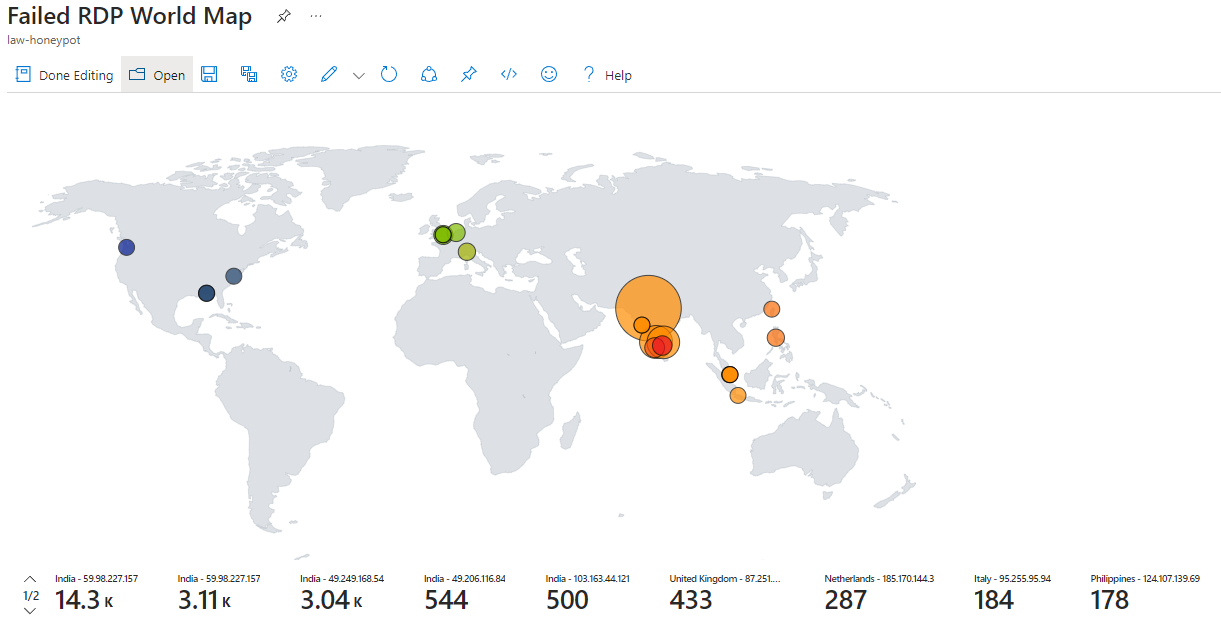 Failed RDP World Map
law-honeypot
Done Editing Open Help
India - 59.98.227.157 India - 59.98.227.157 India - 49.249.168.54 India - 49.206.116.84 India - 103.163.44.121 United Kingdom - 87.251.... Netherlands - 185.170.144.3 Italy - 95.255.95.94 Philippines - 124.107.139.69
1/2 14.3 K 3.11 K 3.04 K 544 500 433 287 184 178